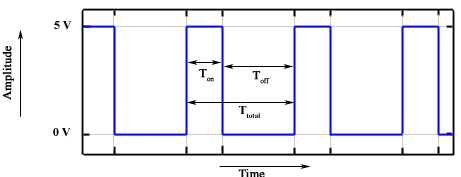 5 V
Amplitude
T on
T off
T total
0 V
Time